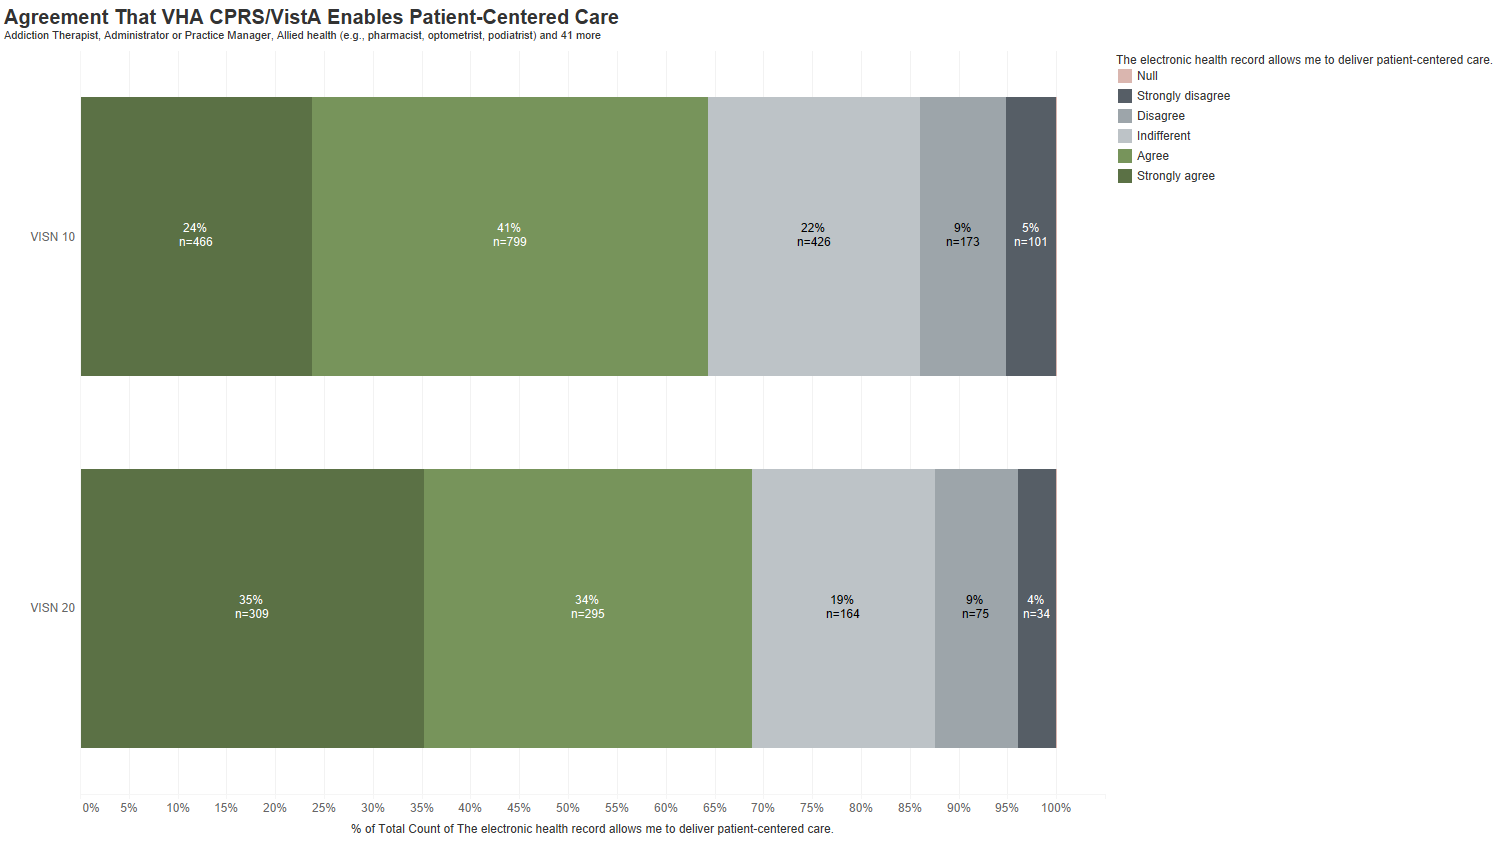 Agreement That VHA CPRS/VistA Enables Patient-Centered Care
Addiction Therapist, Administrator or Practice Manager, Allied health (e.g., pharmacist, optometrist, podiatrist) and 41 more
The electronic health record allows me to deliver patient-centered care.
Null
Strongly disagree
Disagree
Indifferent
Agree
Strongly agree
VISN 10
24%
n=466
41%
n=799
22%
n=426
9%
n=173
5%
n=101
VISN 20
35%
n=309
34%
n=295
19%
n=164
9%
n=75
4%
n=34
0% 5% 10% 15% 20% 25% 30% 35% 40% 45% 50% 55% 60% 65% 70% 75% 80% 85% 90% 95% 100%
% of Total Count of The electronic health record allows me to deliver patient-centered care.